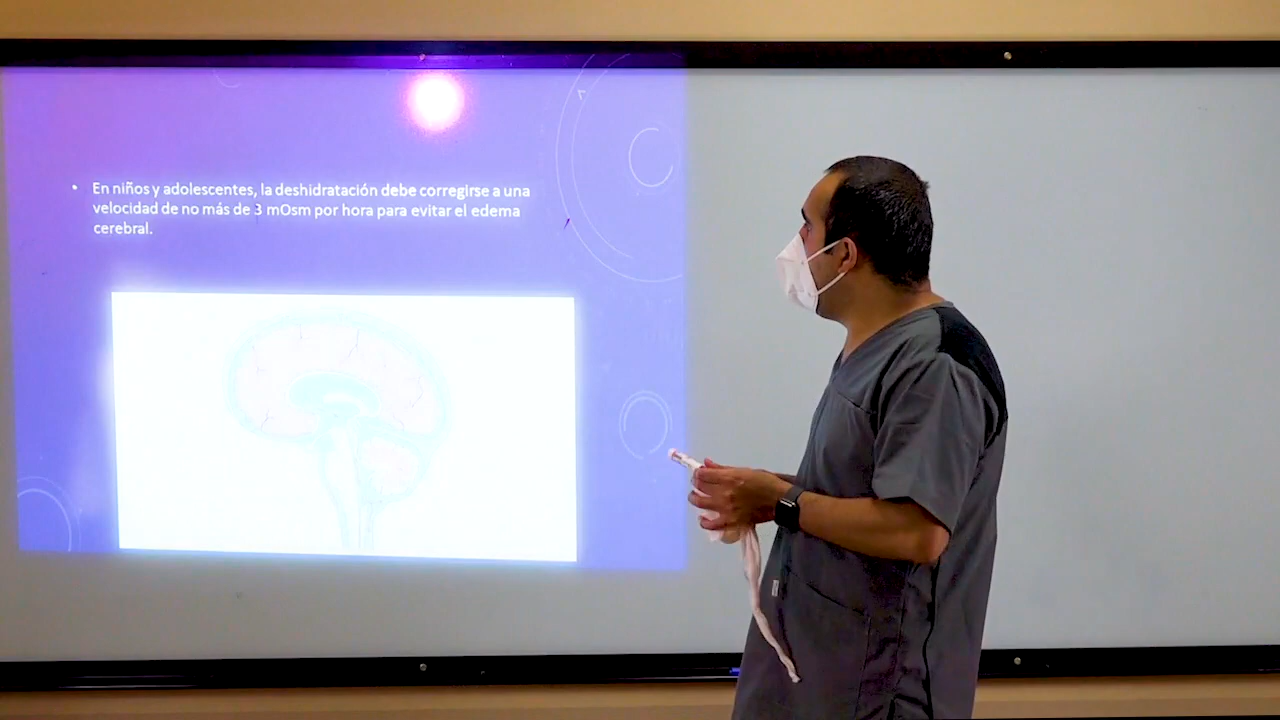 • En niños y adolescentes, la deshidratación debe corregirse a una
velocidad de no más de 3 mOsm por hora para evitar el edema
cerebral.